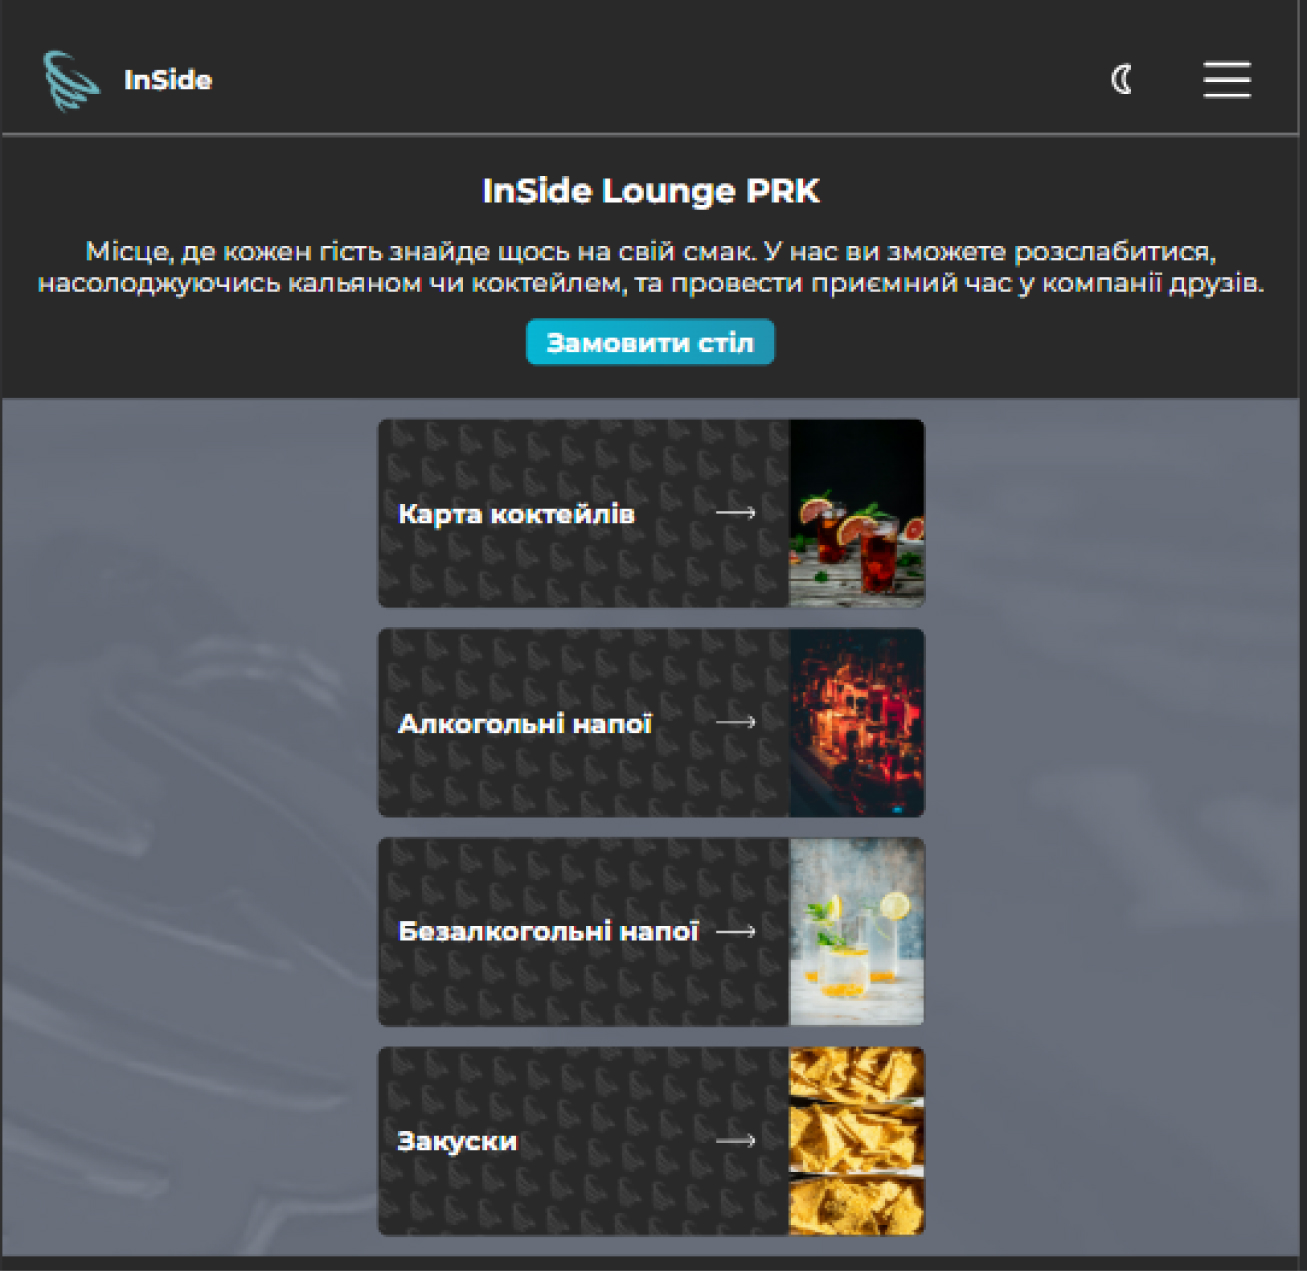 InSide
InSide Lounge PRK
Місце, де кожен гість знайде щось на свій смак. У нас ви зможете розслабитися,
насолоджуючись кальяном чи коктейлем, та провести приємний час у компанії друзів.
Замовити стіл
Карта коктейлів
Алкогольні напої
Безалкогольні напої
Закуски